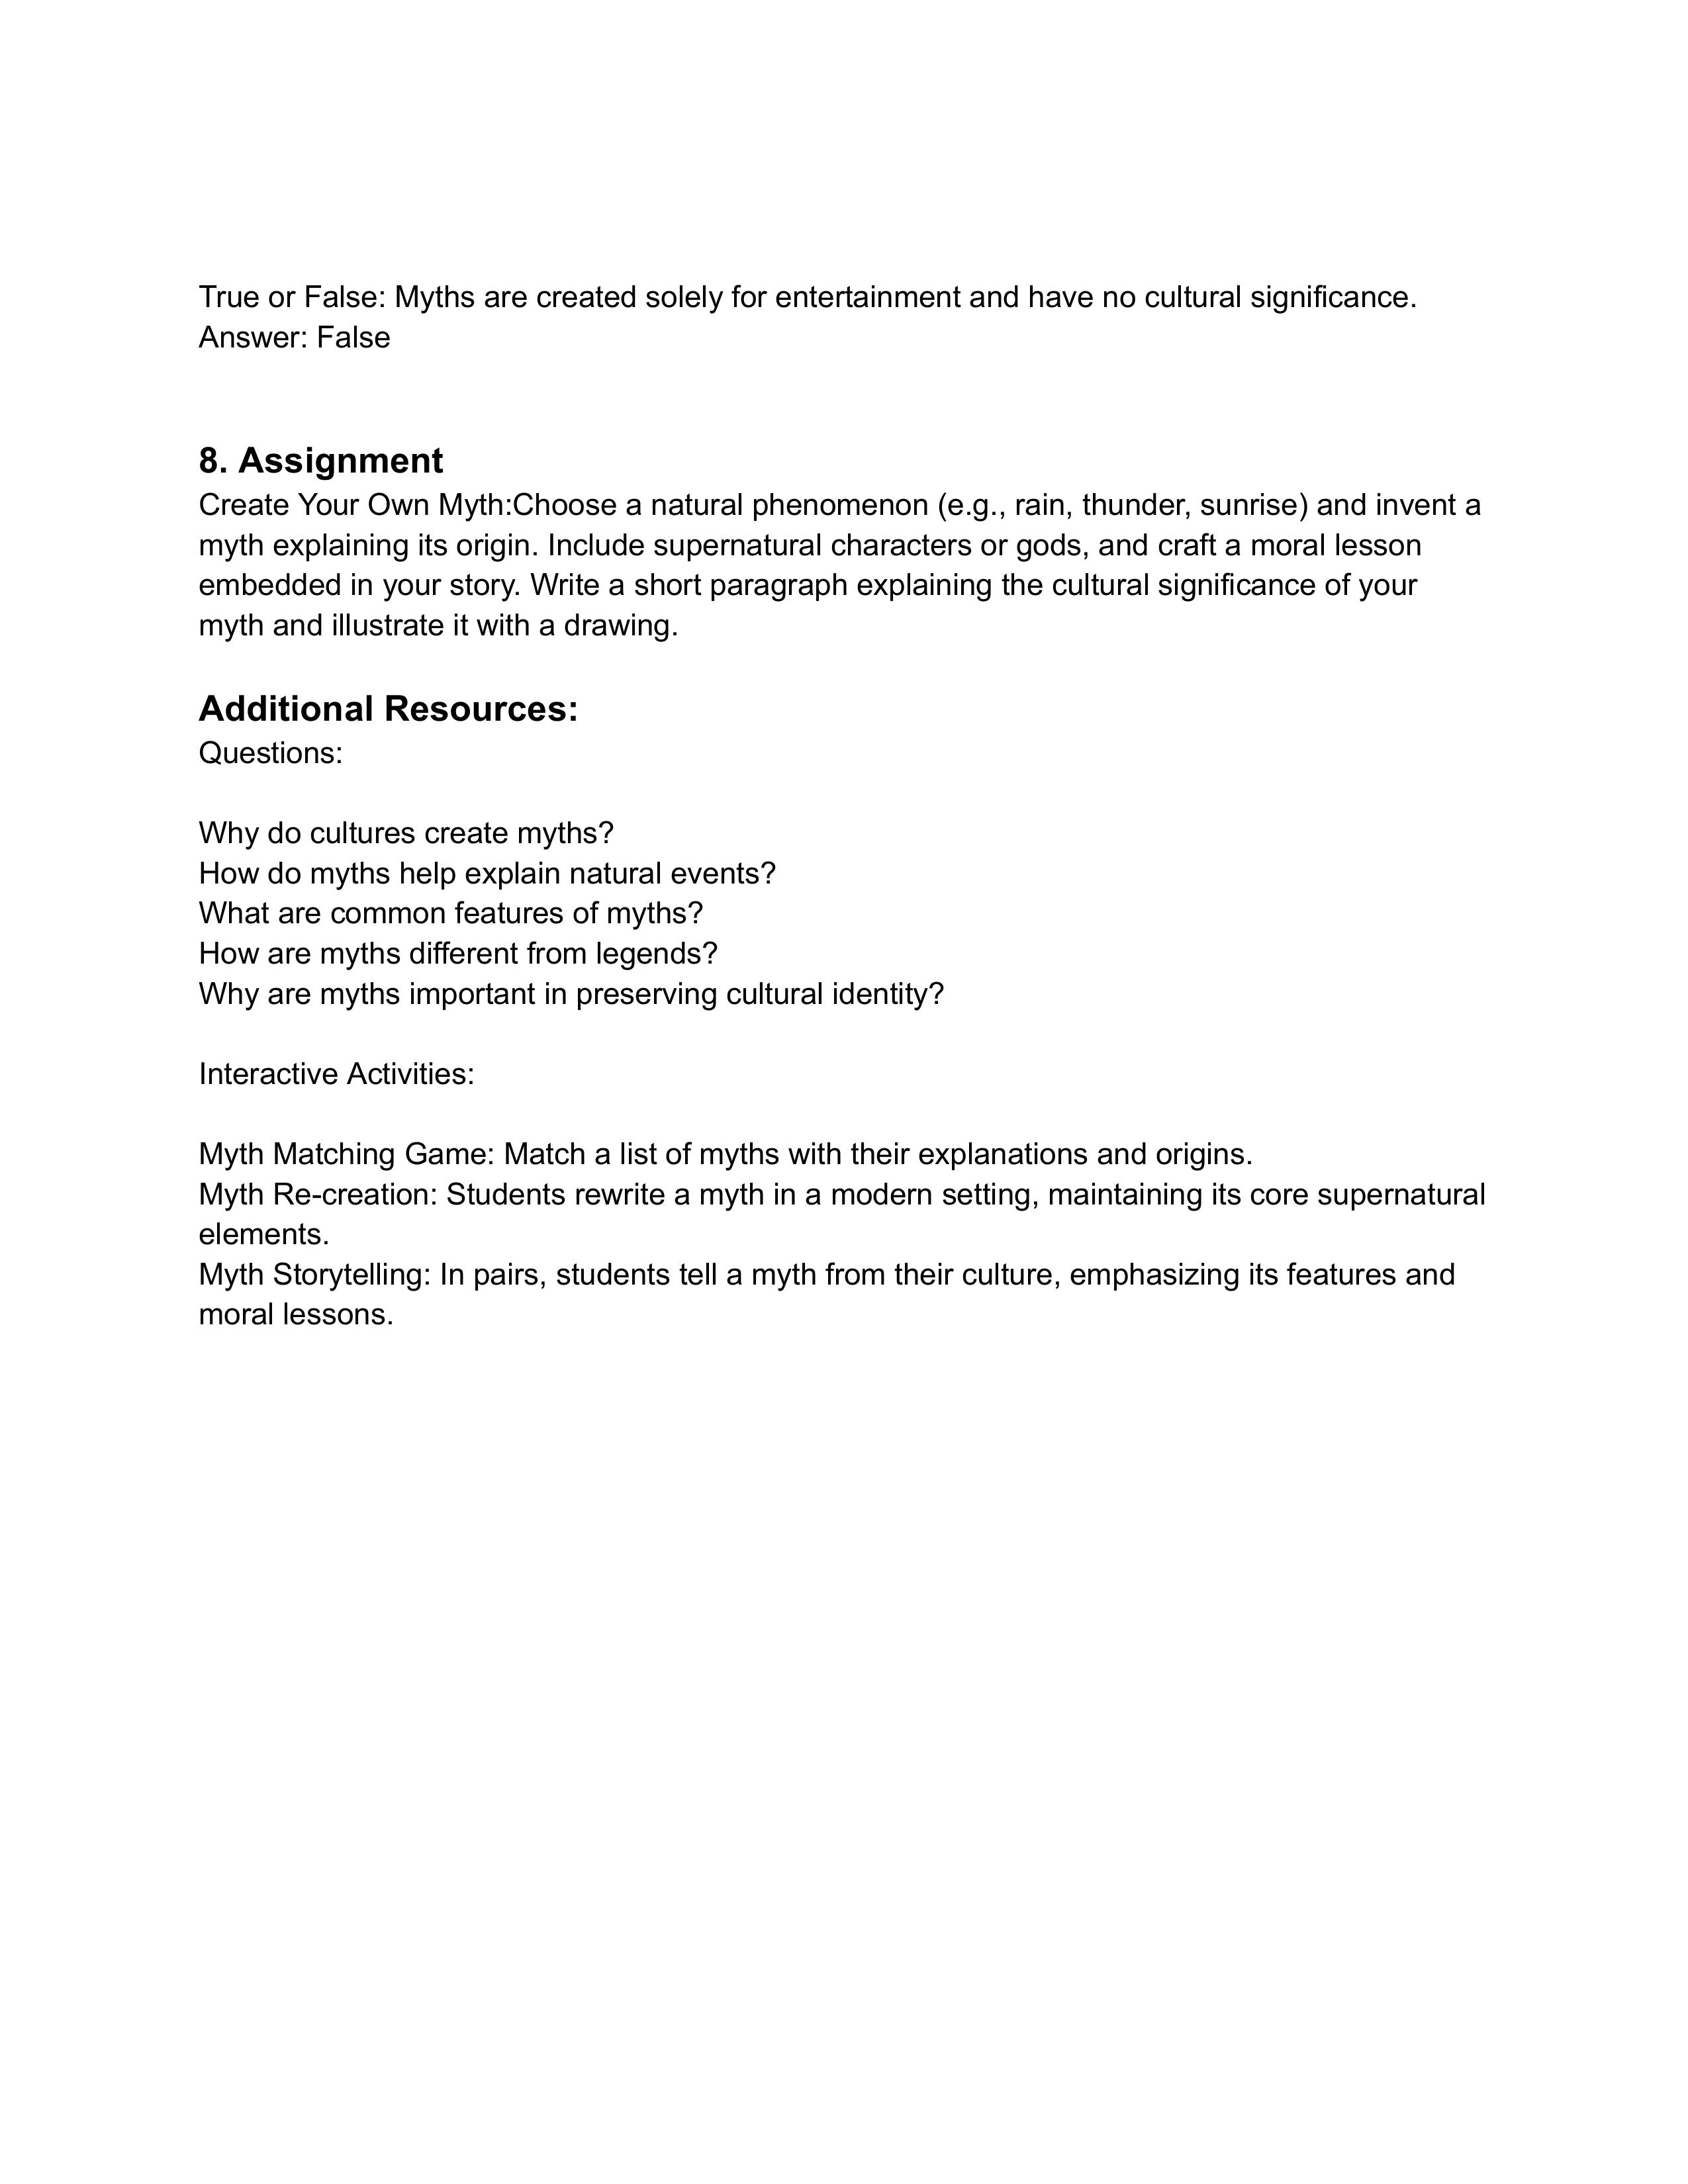 True or False: Myths are created solely for entertainment and have no cultural significance.
Answer: False
8. Assignment
Create Your Own Myth:Choose a natural phenomenon (e.g., rain, thunder, sunrise) and invent a
myth explaining its origin. Include supernatural characters or gods, and craft a moral lesson
embedded in your story. Write a short paragraph explaining the cultural significance of your
myth and illustrate it with a drawing.
Additional Resources:
Questions:
Why do cultures create myths?
How do myths help explain natural events?
What are common features of myths?
How are myths different from legends?
Why are myths important in preserving cultural identity?
Interactive Activities:
Myth Matching Game: Match a list of myths with their explanations and origins.
Myth Re-creation: Students rewrite a myth in a modern setting, maintaining its core supernatural
elements.
Myth Storytelling: In pairs, students tell a myth from their culture, emphasizing its features and
moral lessons.